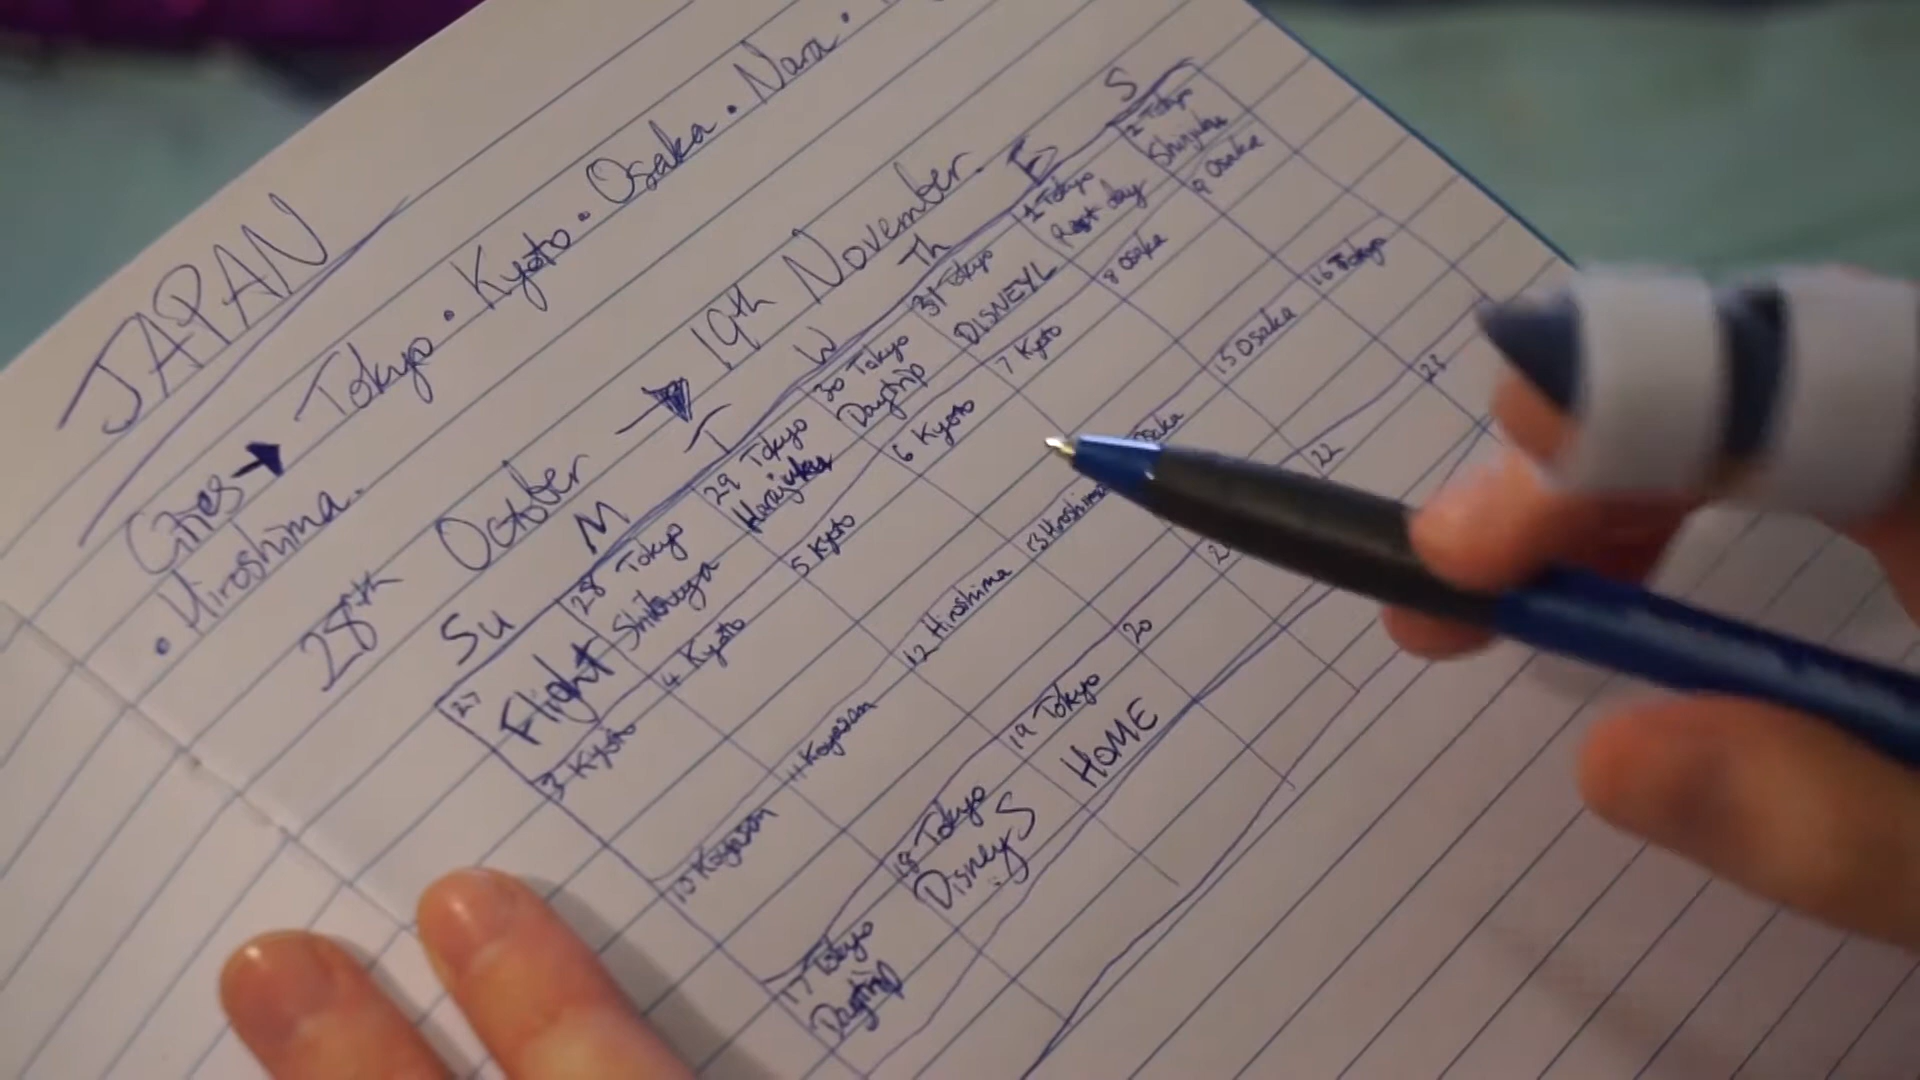 JAPAN
Cities → Tokyo • Kyoto • Osaka • Nara •
• Hiroshima.
28th October → 19th November.
Su M T W Th F S
27 28 Tokyo 29 Tokyo 30 Tokyo 31 Tokyo 1 Tokyo 2 Tokyo
Flight Shibuya Harajuku Daytrip DISNEYL Rest day
3 Kyoto 4 Kyoto 5 Kyoto 6 Kyoto 7 Kyoto 8 Osaka 9 Osaka
10 Koyasan 11 Koyasan 12 Hiroshima 13 Hiroshima 15 Osaka 16 Tokyo
17 Tokyo 18 Tokyo 19 Tokyo 20 22 23
Daytrip DisneyS HOME